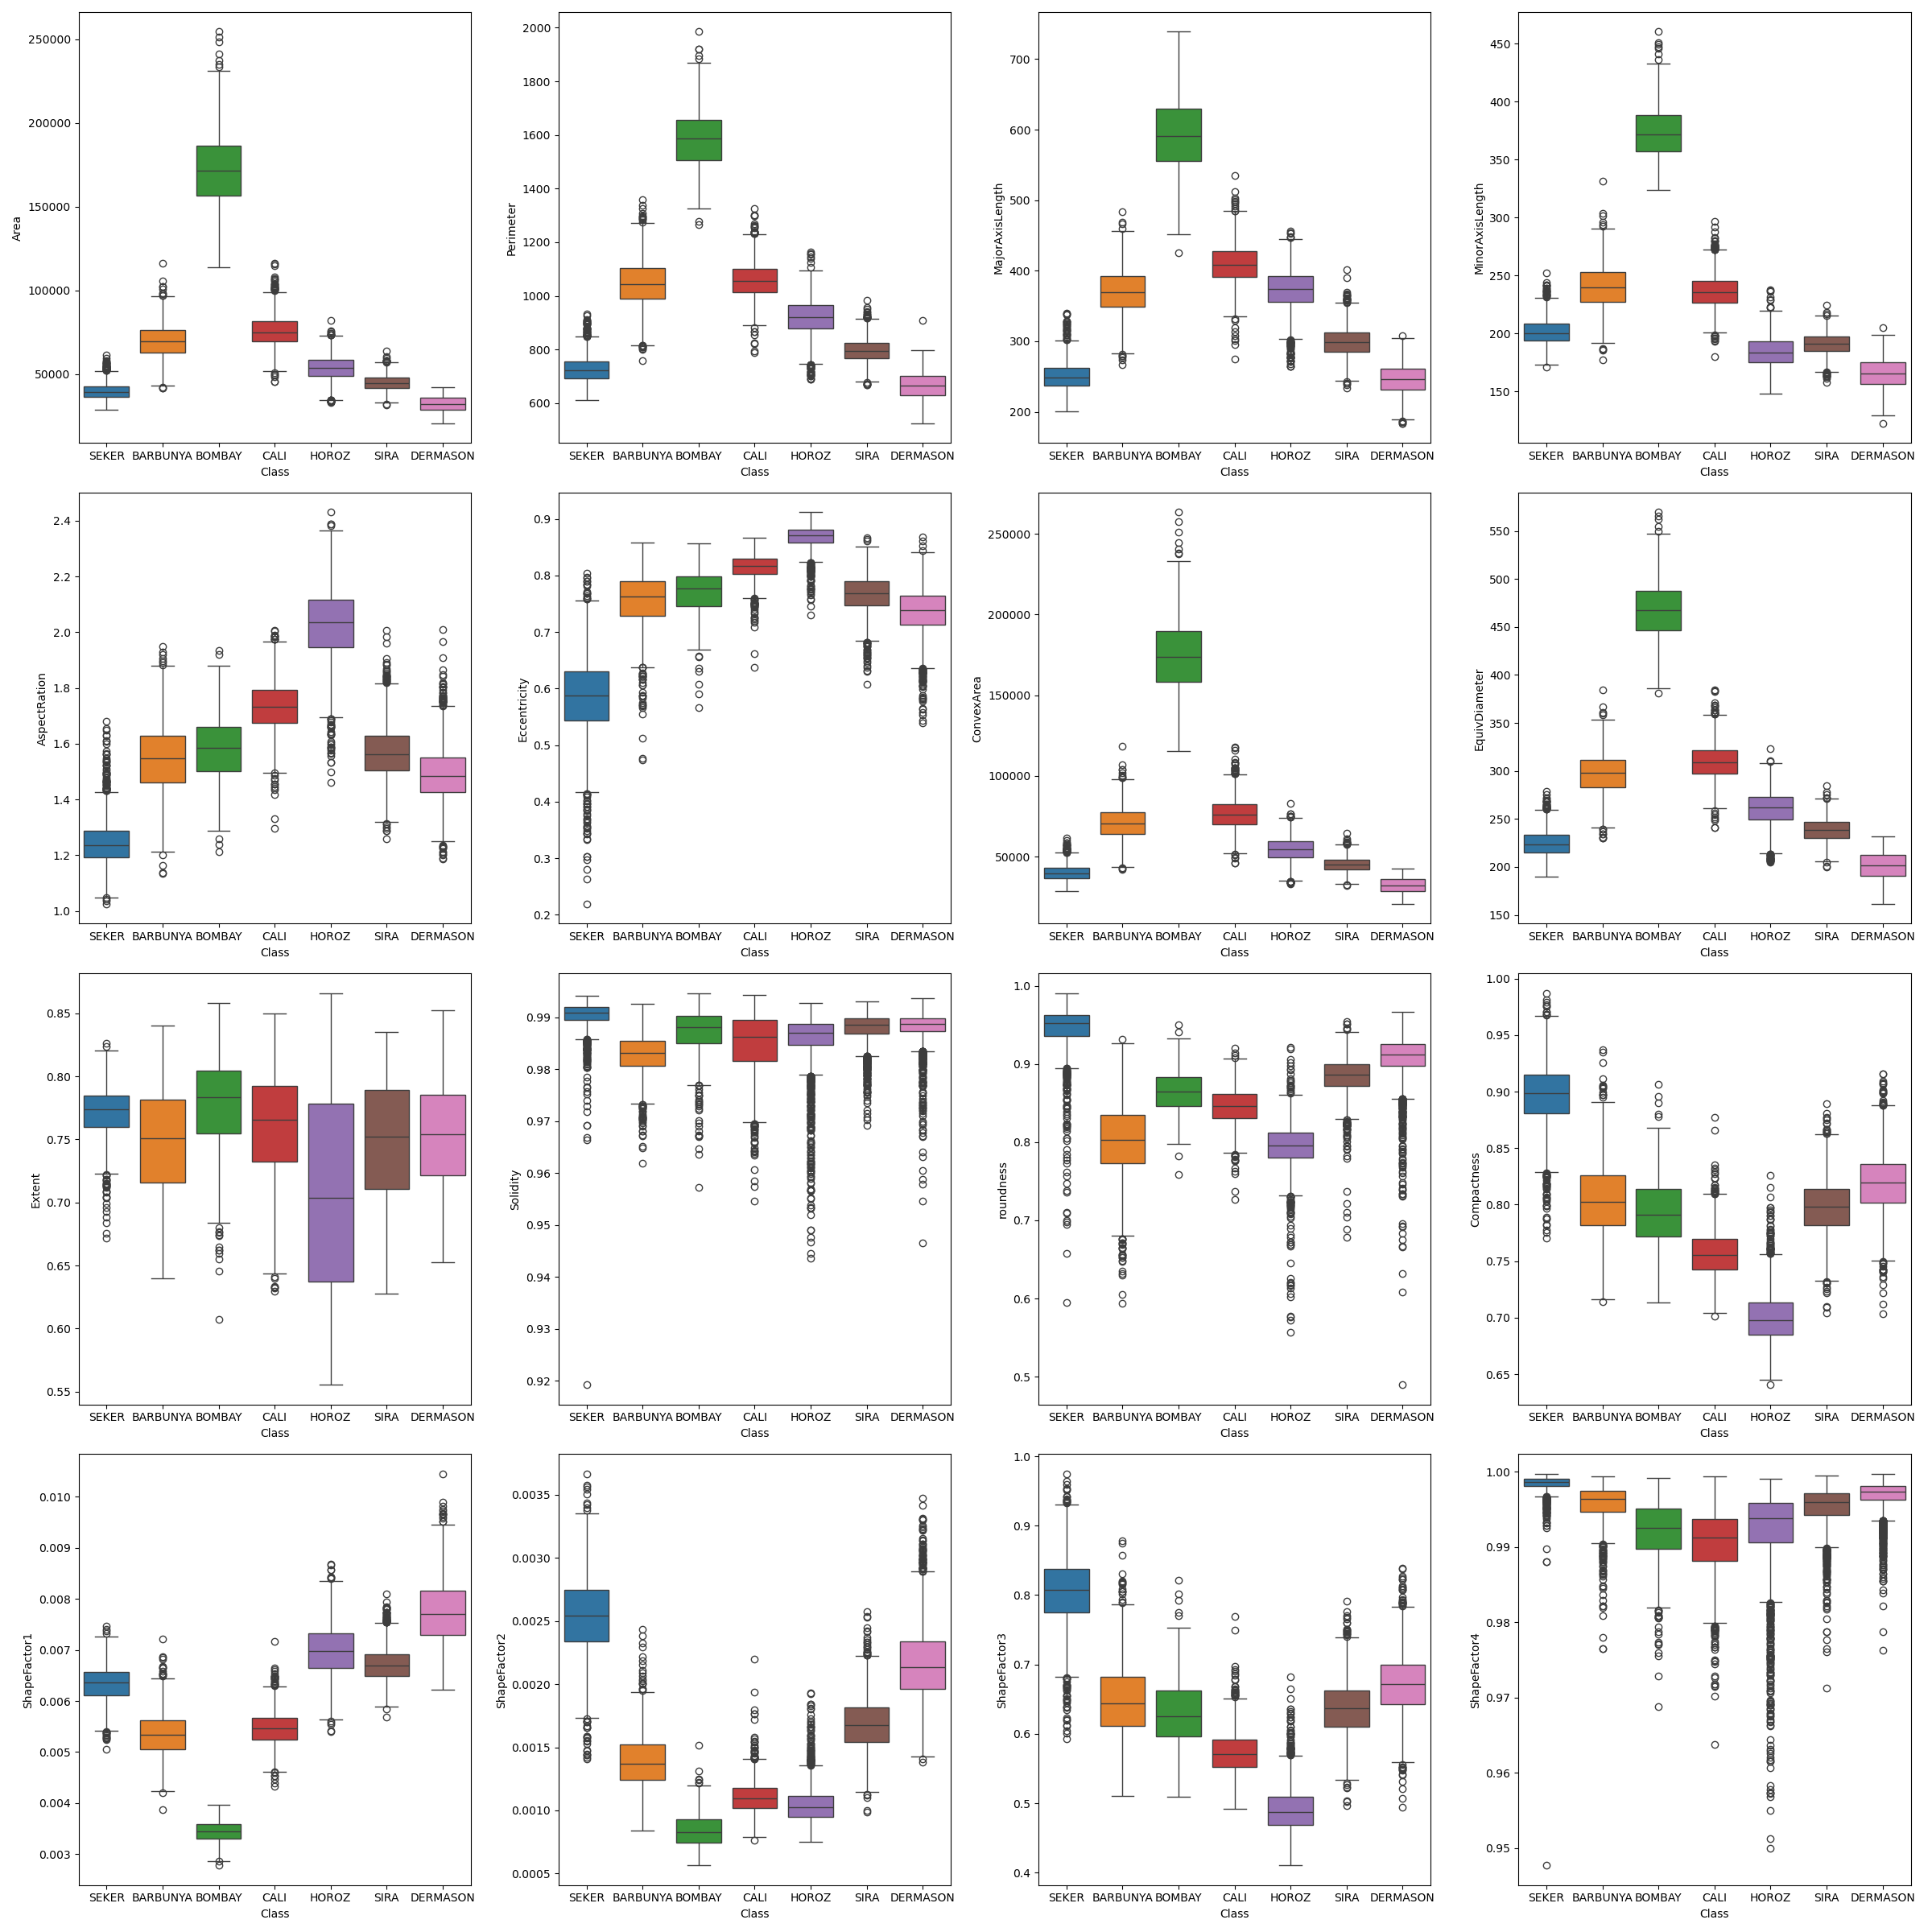 Area
250000
200000
150000
100000
50000
SEKER BARBUNYA BOMBAY CALI HOROZ SIRA DERMASON
Class
Perimeter
2000
1800
1600
1400
1200
1000
800
600
SEKER BARBUNYA BOMBAY CALI HOROZ SIRA DERMASON
Class
MajorAxisLength
700
600
500
400
300
200
SEKER BARBUNYA BOMBAY CALI HOROZ SIRA DERMASON
Class
MinorAxisLength
450
400
350
300
250
200
150
SEKER BARBUNYA BOMBAY CALI HOROZ SIRA DERMASON
Class
AspectRation
2.4
2.2
2.0
1.8
1.6
1.4
1.2
1.0
SEKER BARBUNYA BOMBAY CALI HOROZ SIRA DERMASON
Class
Eccentricity
0.9
0.8
0.7
0.6
0.5
0.4
0.3
0.2
SEKER BARBUNYA BOMBAY CALI HOROZ SIRA DERMASON
Class
ConvexArea
250000
200000
150000
100000
50000
SEKER BARBUNYA BOMBAY CALI HOROZ SIRA DERMASON
Class
EquivDiameter
550
500
450
400
350
300
250
200
150
SEKER BARBUNYA BOMBAY CALI HOROZ SIRA DERMASON
Class
Extent
0.85
0.80
0.75
0.70
0.65
0.60
0.55
SEKER BARBUNYA BOMBAY CALI HOROZ SIRA DERMASON
Class
Solidity
0.99
0.98
0.97
0.96
0.95
0.94
0.93
0.92
SEKER BARBUNYA BOMBAY CALI HOROZ SIRA DERMASON
Class
roundness
1.0
0.9
0.8
0.7
0.6
0.5
SEKER BARBUNYA BOMBAY CALI HOROZ SIRA DERMASON
Class
Compactness
1.00
0.95
0.90
0.85
0.80
0.75
0.70
0.65
SEKER BARBUNYA BOMBAY CALI HOROZ SIRA DERMASON
Class
ShapeFactor1
0.010
0.009
0.008
0.007
0.006
0.005
0.004
0.003
SEKER BARBUNYA BOMBAY CALI HOROZ SIRA DERMASON
Class
ShapeFactor2
0.0035
0.0030
0.0025
0.0020
0.0015
0.0010
0.0005
SEKER BARBUNYA BOMBAY CALI HOROZ SIRA DERMASON
Class
ShapeFactor3
1.0
0.9
0.8
0.7
0.6
0.5
0.4
SEKER BARBUNYA BOMBAY CALI HOROZ SIRA DERMASON
Class
ShapeFactor4
1.00
0.99
0.98
0.97
0.96
0.95
SEKER BARBUNYA BOMBAY CALI HOROZ SIRA DERMASON
Class